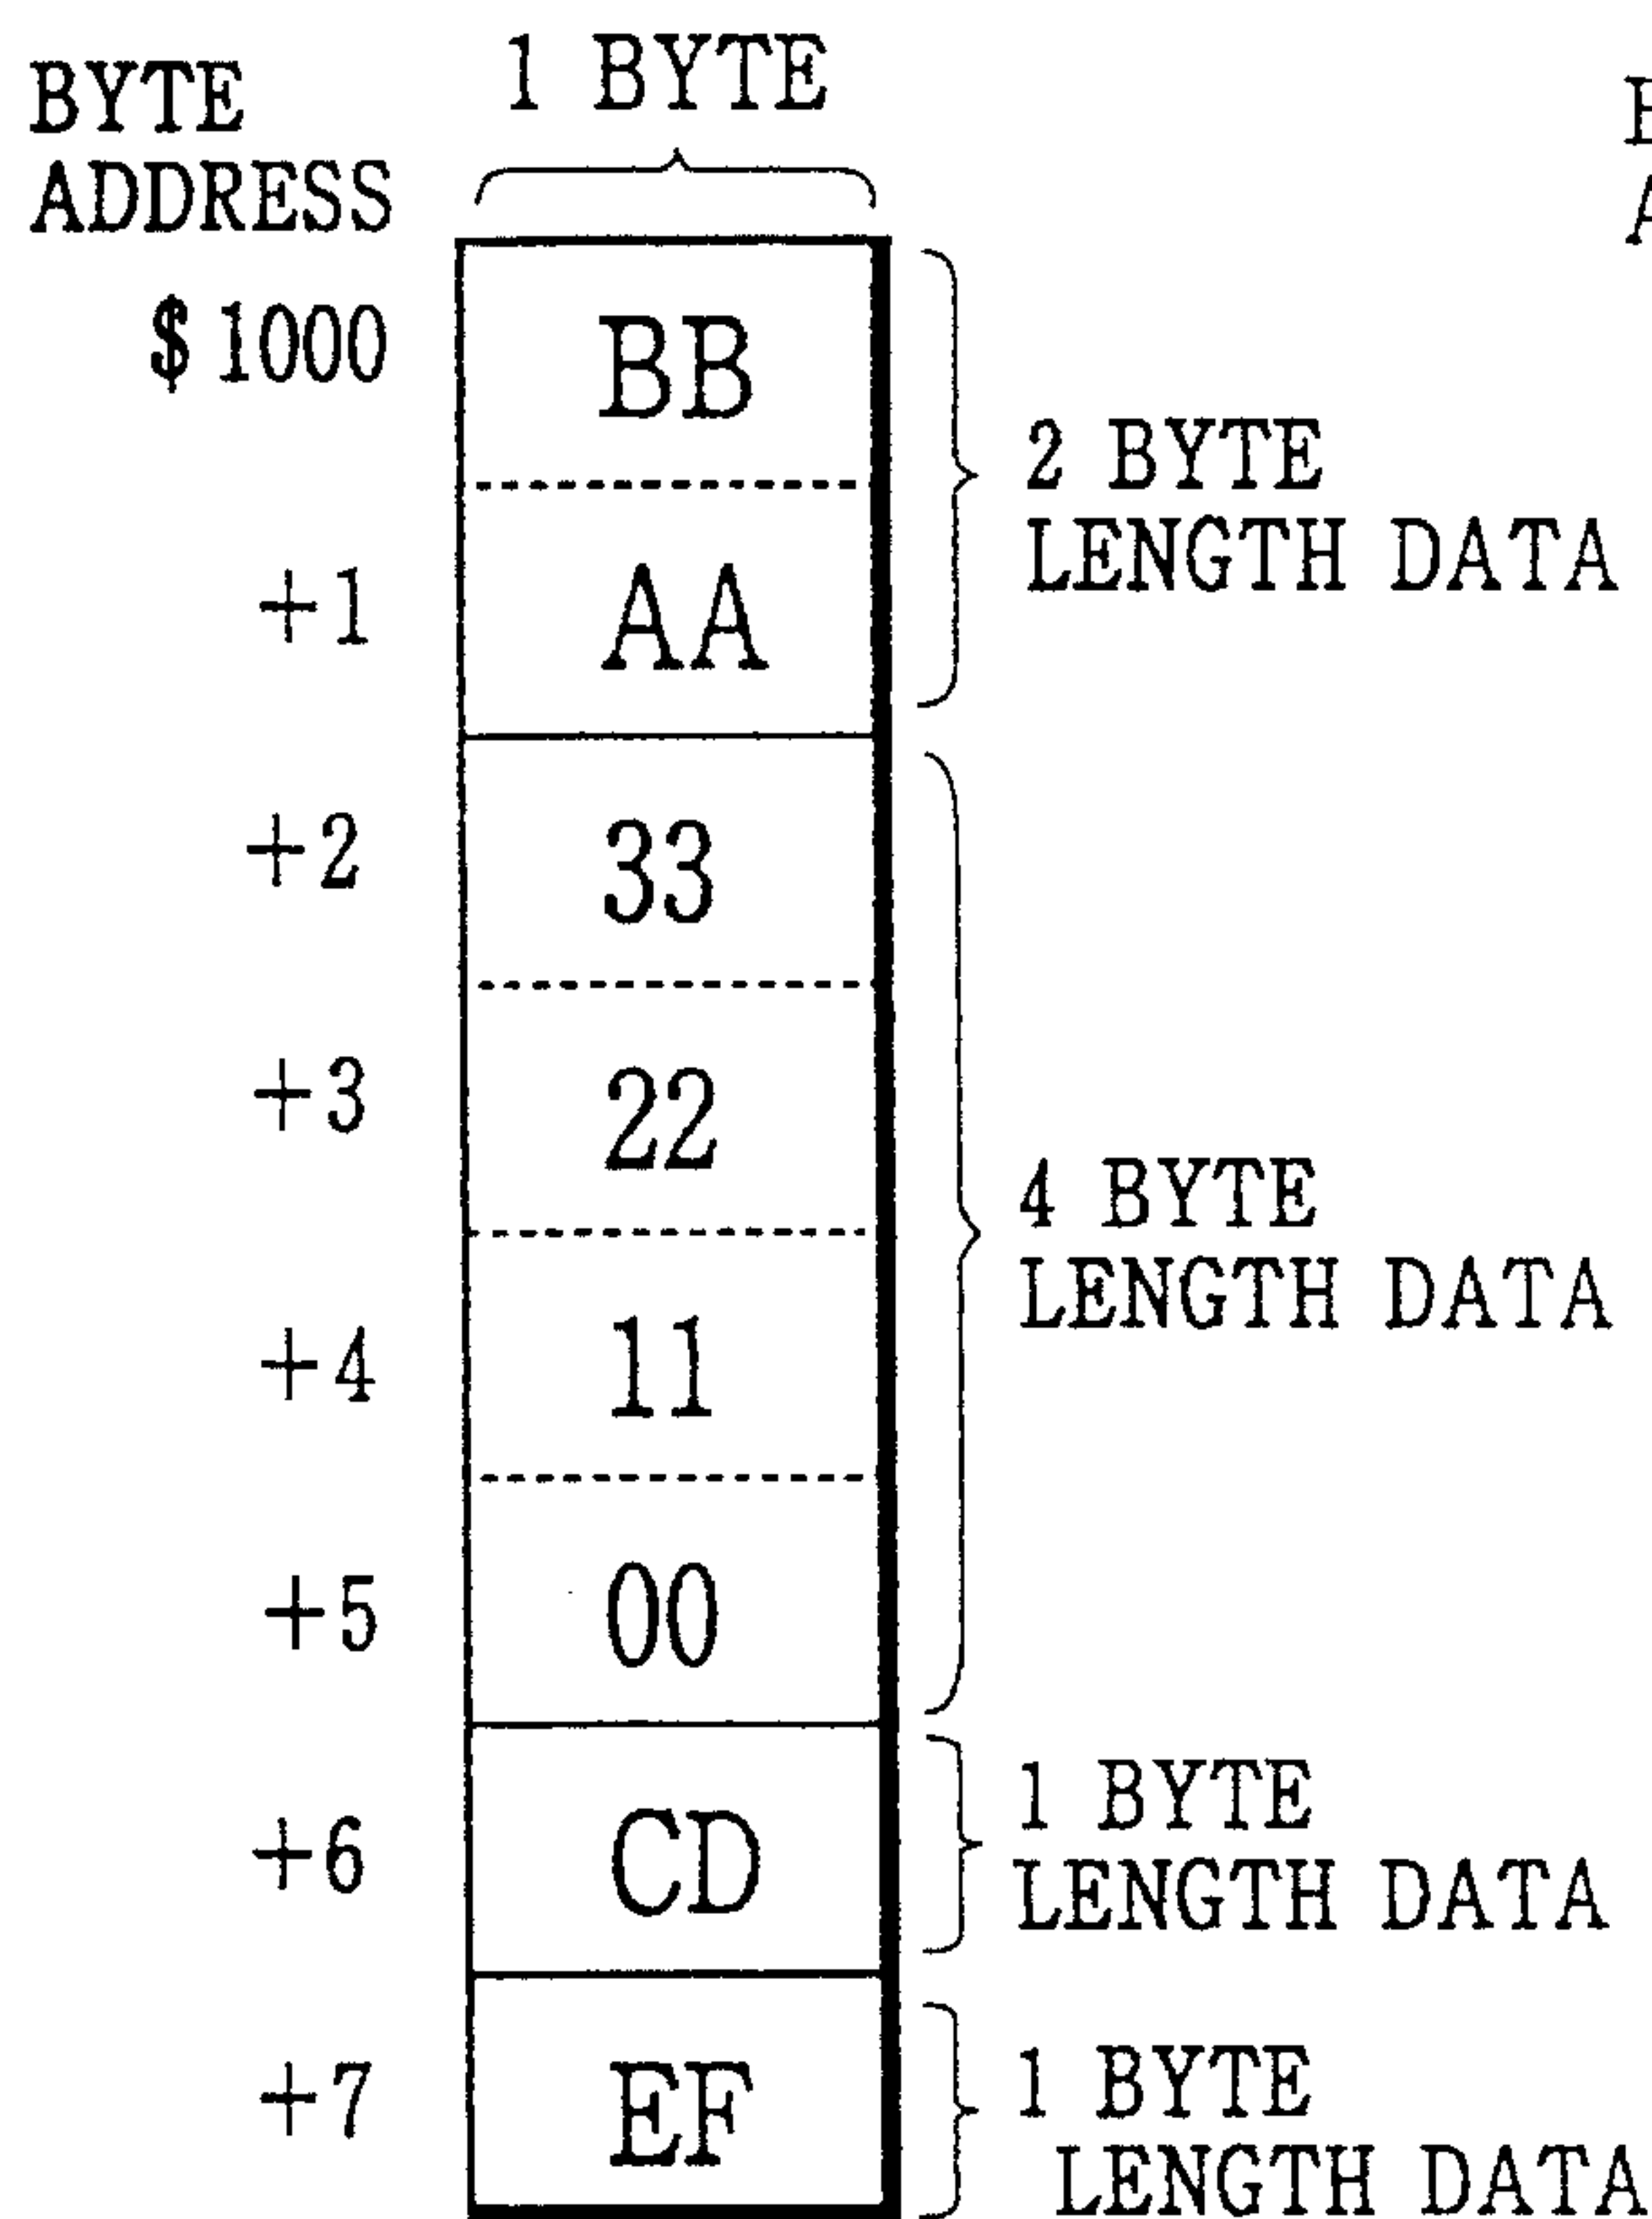 BYTE
ADDRESS
1 BYTE
$1000
BB
+1
AA
2 BYTE
LENGTH DATA
+2
33
+3
22
+4
11
+5
00
4 BYTE
LENGTH DATA
+6
CD
1 BYTE
LENGTH DATA
+7
EF
1 BYTE
LENGTH DATA